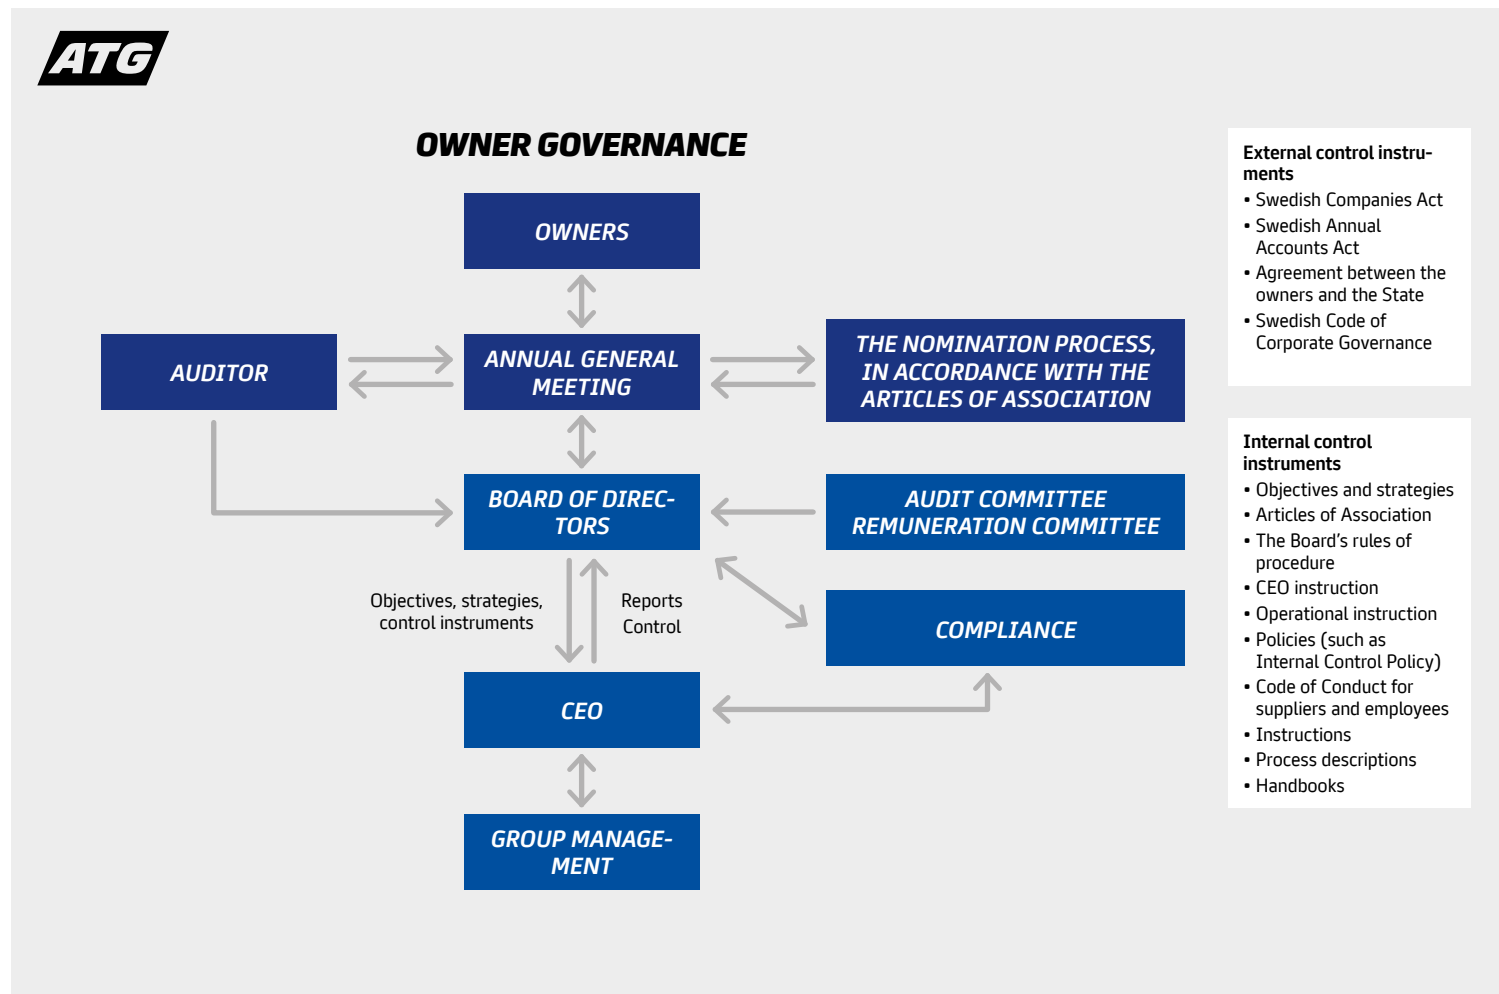 ATG
OWNER GOVERNANCE
OWNERS
AUDITOR
ANNUAL GENERAL
MEETING
THE NOMINATION PROCESS,
IN ACCORDANCE WITH THE
ARTICLES OF ASSOCIATION
BOARD OF DIREC-
TORS
AUDIT COMMITTEE
REMUNERATION COMMITTEE
Objectives, strategies,
control instruments
Reports
Control
COMPLIANCE
CEO
GROUP MANAGE-
MENT
External control instru-
ments
• Swedish Companies Act
• Swedish Annual
Accounts Act
• Agreement between the
owners and the State
• Swedish Code of
Corporate Governance
Internal control
instruments
• Objectives and strategies
• Articles of Association
• The Board’s rules of
procedure
• CEO instruction
• Operational instruction
• Policies (such as
Internal Control Policy)
• Code of Conduct for
suppliers and employees
• Instructions
• Process descriptions
• Handbooks